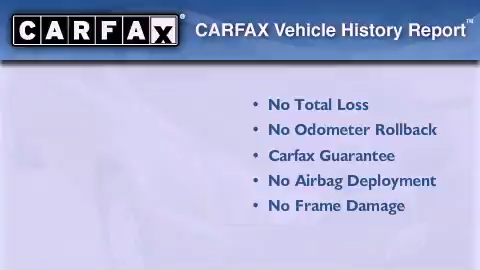 CARFAX® CARFAX Vehicle History Report™
• No Total Loss
• No Odometer Rollback
• Carfax Guarantee
• No Airbag Deployment
• No Frame Damage